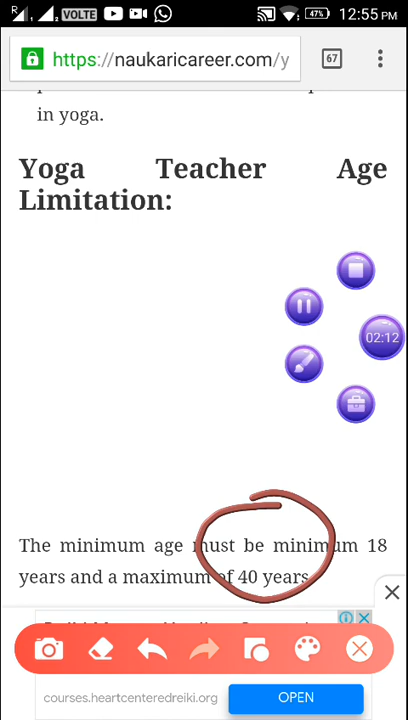 R 4 VOLTE 47% 12:55 PM
https://naukaricareer.com/y 67
in yoga.
Yoga Teacher Age
Limitation:
02:12
The minimum age must be minimum 18
years and a maximum of 40 years
courses.heartcenteredreiki.org OPEN